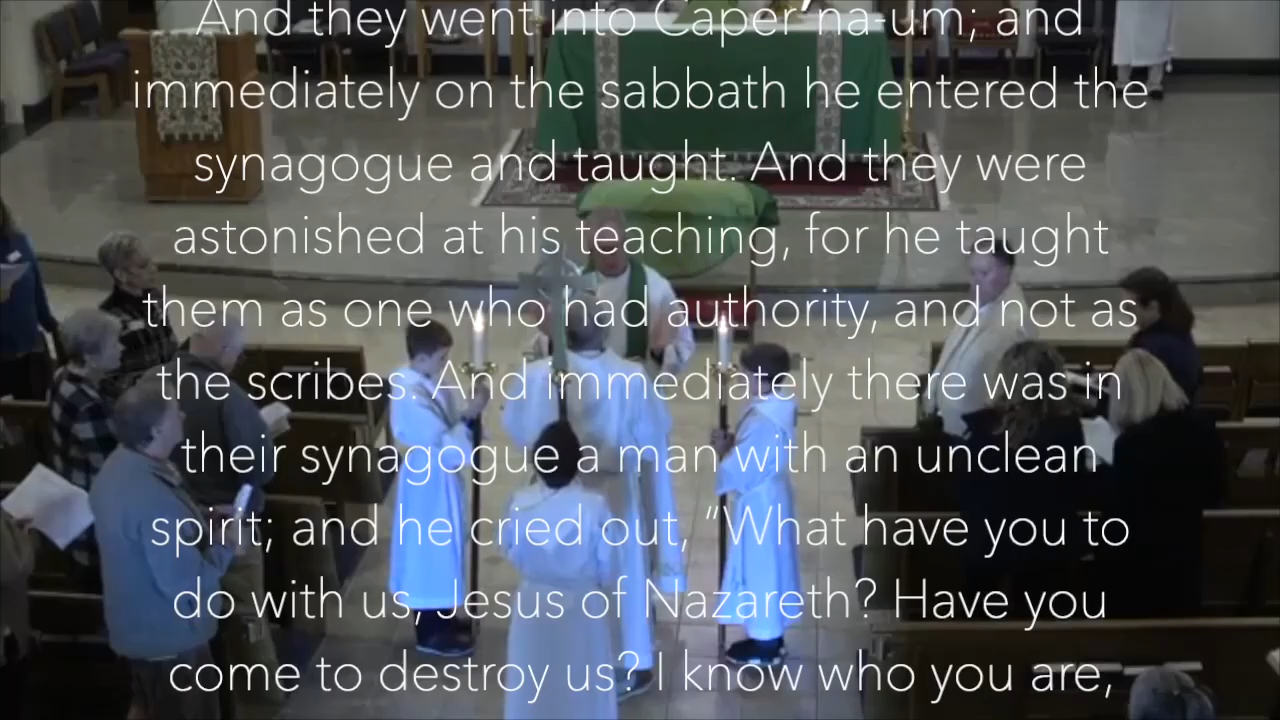 And they went into Caper′na-um; and
immediately on the sabbath he entered the
synagogue and taught. And they were
astonished at his teaching, for he taught
them as one who had authority, and not as
the scribes. And immediately there was in
their synagogue a man with an unclean
spirit; and he cried out, “What have you to
do with us, Jesus of Nazareth? Have you
come to destroy us? I know who you are,